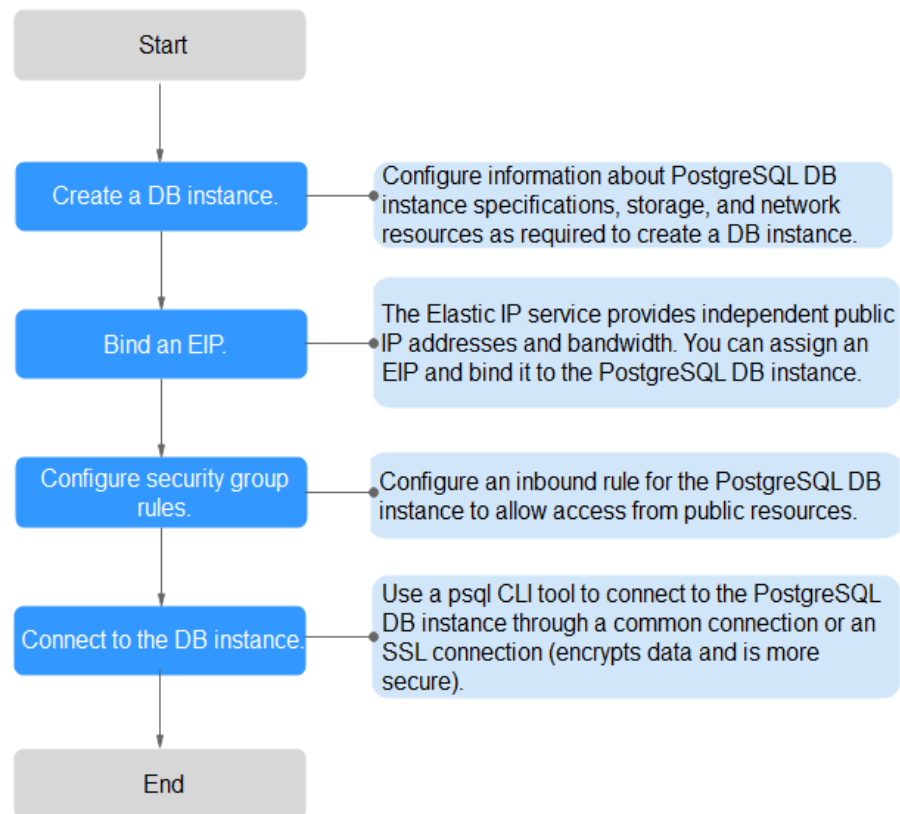 Start
Create a DB instance.
Configure information about PostgreSQL DB
instance specifications, storage, and network
resources as required to create a DB instance.
Bind an EIP.
The Elastic IP service provides independent public
IP addresses and bandwidth. You can assign an
EIP and bind it to the PostgreSQL DB instance.
Configure security group
rules.
Configure an inbound rule for the PostgreSQL DB
instance to allow access from public resources.
Connect to the DB instance.
Use a psql CLI tool to connect to the PostgreSQL
DB instance through a common connection or an
SSL connection (encrypts data and is more
secure).
End